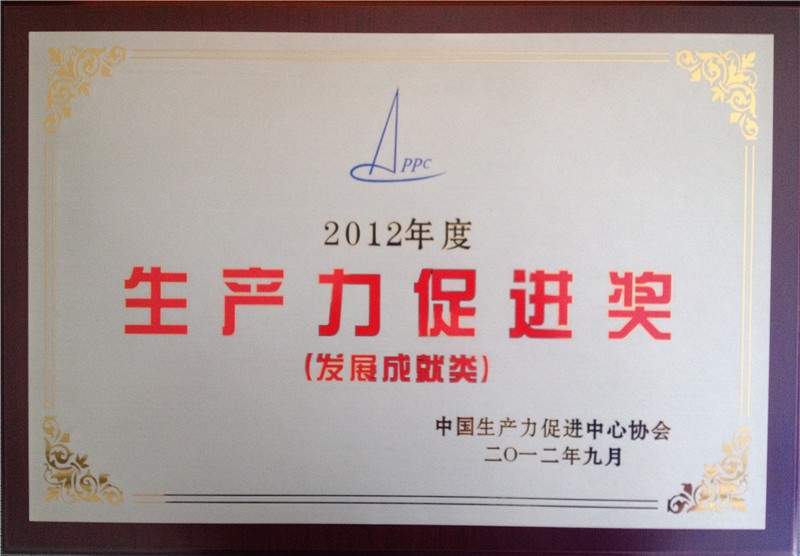 PPC
2012年度
生产力促进奖
(发展成就类)
中国生产力促进中心协会
二〇一二年九月